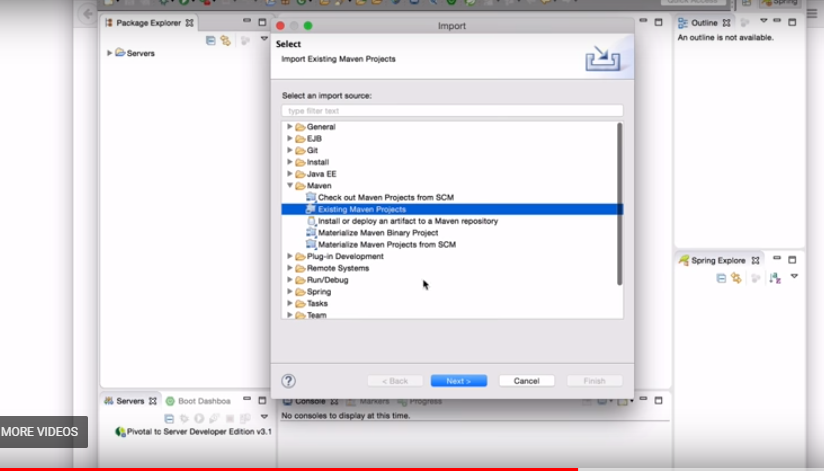 Quick Access
Spring
Package Explorer
Servers
Import
Select
Import Existing Maven Projects
Select an import source:
type filter text
General
EJB
Git
Install
Java EE
Maven
Check out Maven Projects from SCM
Existing Maven Projects
Install or deploy an artifact to a Maven repository
Materialize Maven Binary Project
Materialize Maven Projects from SCM
Plug-in Development
Remote Systems
Run/Debug
Spring
Tasks
Team
?
< Back
Next >
Cancel
Finish
Outline
An outline is not available.
Spring Explore
Servers
Boot Dashboa
Pivotal tc Server Developer Edition v3.1
Console
Markers
Progress
No consoles to display at this time.
MORE VIDEOS